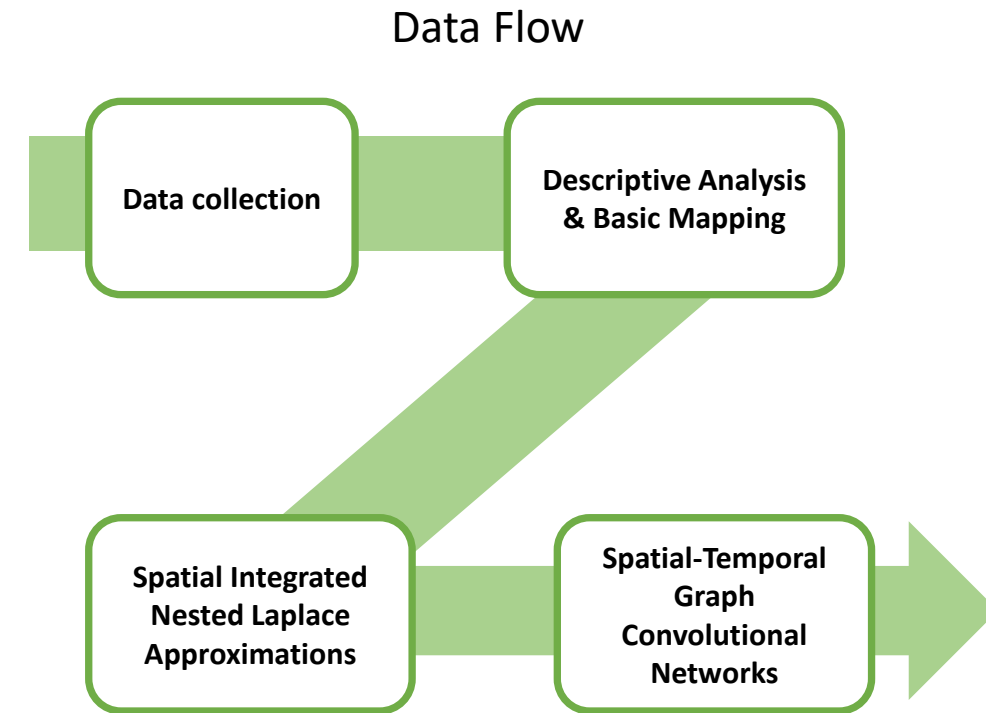 Data Flow
Data collection
Descriptive Analysis
& Basic Mapping
Spatial Integrated
Nested Laplace
Approximations
Spatial-Temporal
Graph
Convolutional
Networks